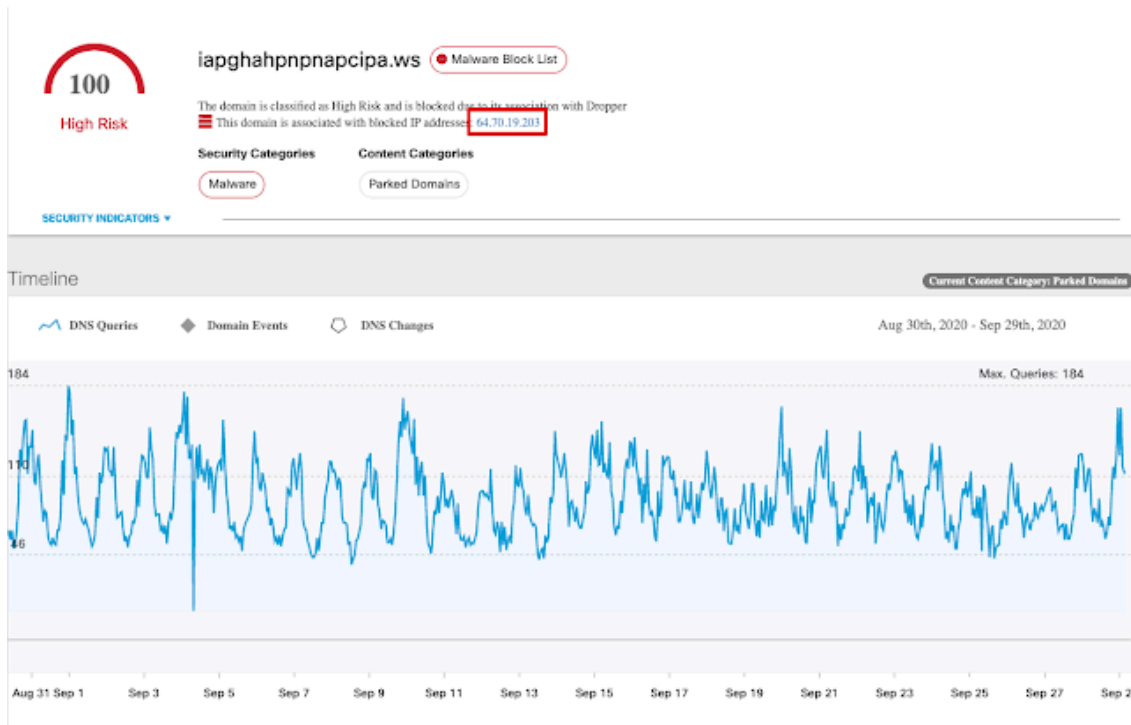 100
High Risk
iapghahpnpnapcipa.ws Malware Block List
The domain is classified as High Risk and is blocked due to its association with Dropper
This domain is associated with blocked IP addresses: 64.70.19.203
Security Categories Content Categories
Malware Parked Domains
SECURITY INDICATORS
Timeline
Current Content Category: Parked Domains
DNS Queries Domain Events DNS Changes Aug 30th, 2020 - Sep 29th, 2020
184 Max. Queries: 184
110
46
Aug 31 Sep 1 Sep 3 Sep 5 Sep 7 Sep 9 Sep 11 Sep 13 Sep 15 Sep 17 Sep 19 Sep 21 Sep 23 Sep 25 Sep 27 Sep 2